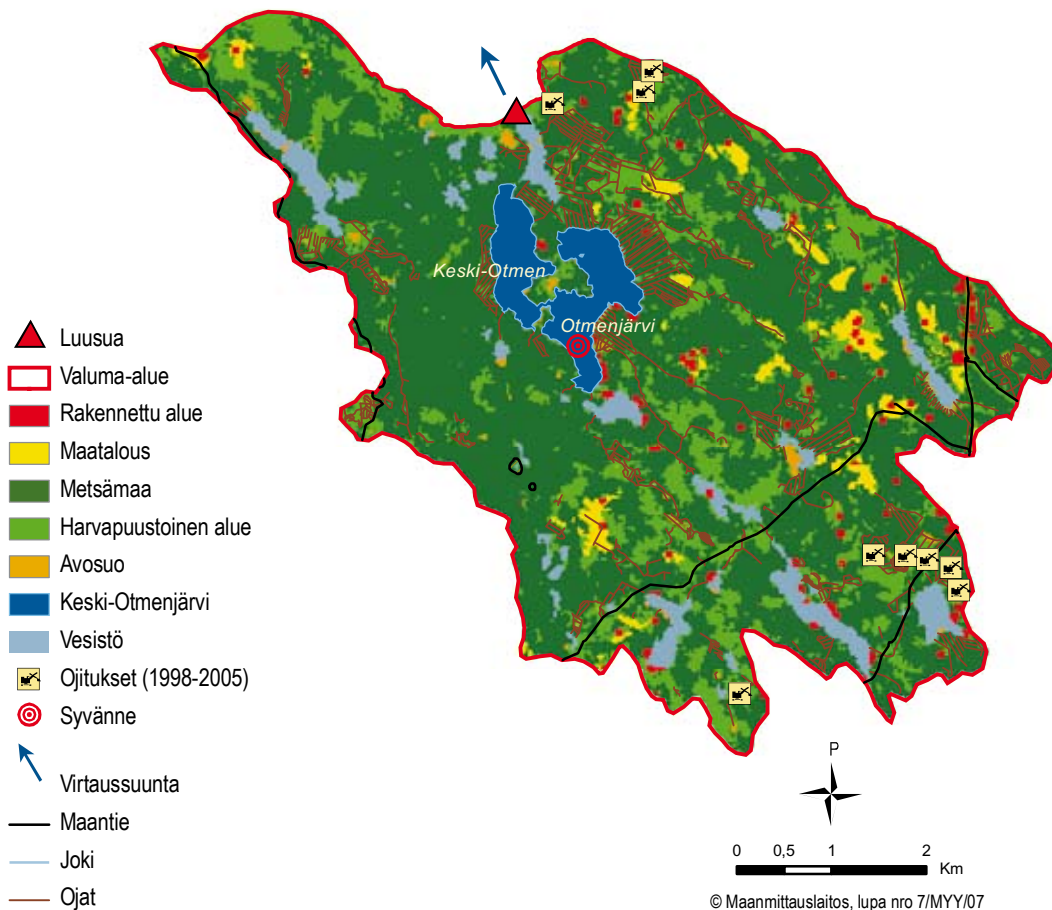 Keski-Otmen
Otmenjärvi
Luusua
Valuma-alue
Rakennettu alue
Maatalous
Metsämaa
Harvapuustoinen alue
Avosuo
Keski-Otmenjärvi
Vesistö
Ojitukset (1998-2005)
Syvänne
Virtaussuunta
Maantie
Joki
Ojat
P
0 0,5 1 2
Km
© Maanmittauslaitos, lupa nro 7/MYY/07